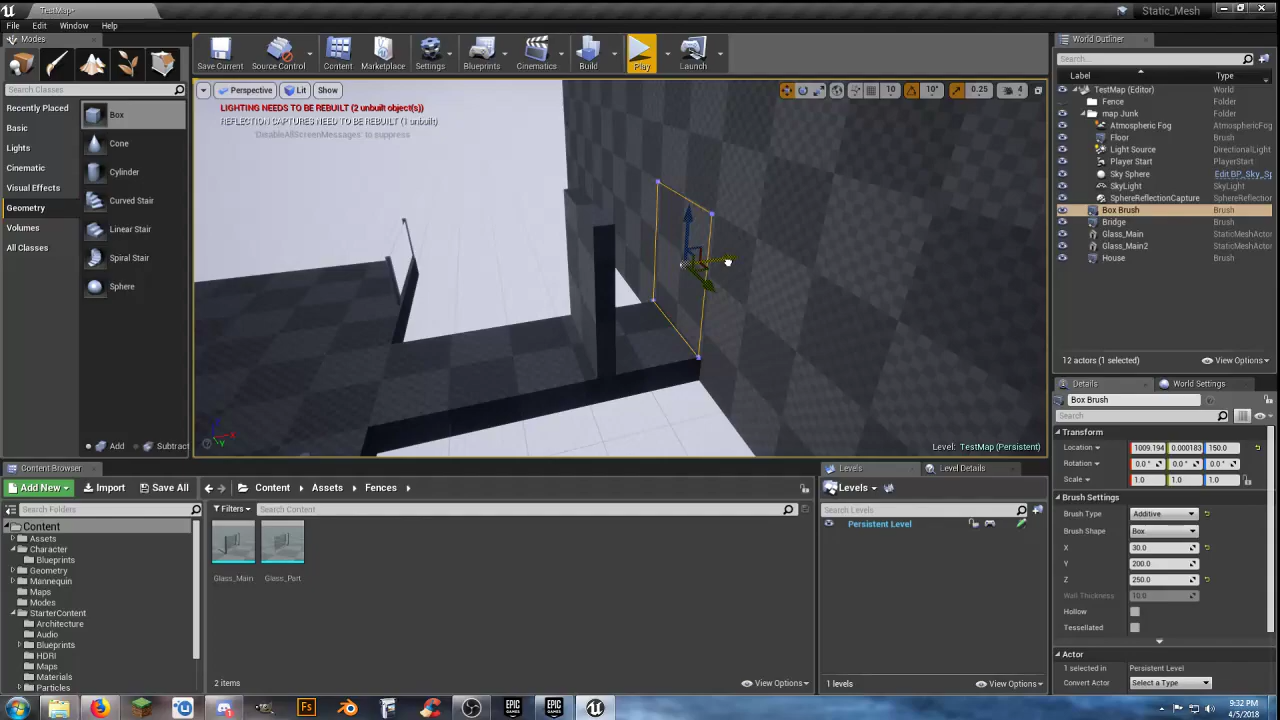 TestMap*
Static_Mesh
File Edit Window Help
Modes
Search Classes
Recently Placed
Basic
Lights
Cinematic
Visual Effects
Geometry
Volumes
All Classes
Box
Cone
Cylinder
Curved Stair
Linear Stair
Spiral Stair
Sphere
Add Subtract
Save Current
Source Control
Content
Marketplace
Settings
Blueprints
Cinematics
Build
Play
Launch
Perspective Lit Show
10 10° 0.25 4
LIGHTING NEEDS TO BE REBUILT (2 unbuilt object(s))
REFLECTION CAPTURES NEED TO BE REBUILT (1 unbuilt)
'DisableAllScreenMessages' to suppress
X
Y
Level: TestMap (Persistent)
World Outliner
Search...
Label Type
TestMap (Editor) World
Fence Folder
map Junk Folder
Atmospheric Fog AtmosphericFog
Floor Brush
Light Source DirectionalLight
Player Start PlayerStart
Sky Sphere Edit BP_Sky_Sp
SkyLight SkyLight
SphereReflectionCapture SphereReflection
Box Brush Brush
Bridge Brush
Glass_Main StaticMeshActor
Glass_Main2 StaticMeshActor
House Brush
12 actors (1 selected) View Options
Details World Settings
Box Brush
Search
Transform
Location 1009.194 0.000183 150.0
Rotation 0.0° 0.0° 0.0°
Scale 1.0 1.0 1.0
Brush Settings
Brush Type Additive
Brush Shape Box
X 30.0
Y 200.0
Z 250.0
Wall Thickness 10.0
Hollow
Tessellated
Actor
1 selected in Persistent Level
Convert Actor Select a Type
Content Browser
Add New Import Save All
Content Assets Fences
Search Folders
Filters Search Content
Content
Assets
Character
Blueprints
Geometry
Mannequin
Maps
Modes
StarterContent
Architecture
Audio
Blueprints
HDRI
Maps
Materials
Particles
Glass_Main Glass_Part
2 items View Options
Levels Level Details
Levels
Search Levels
Persistent Level
1 levels View Options
Fs
EPIC GAMES
EPIC GAMES
9:32 PM
4/5/2018